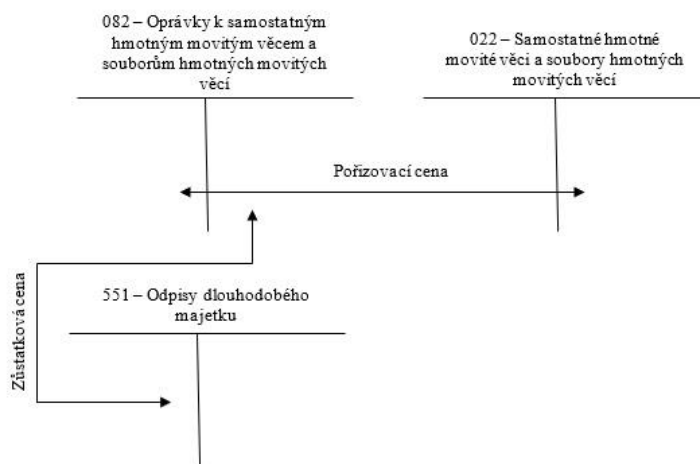 082 – Oprávky k samostatným
hmotným movitým věcem a
souborům hmotných movitých
věcí
022 – Samostatné hmotné
movité věci a soubory hmotných
movitých věcí
Pořizovací cena
Zůstatková cena
551 – Odpisy dlouhodobého
majetku